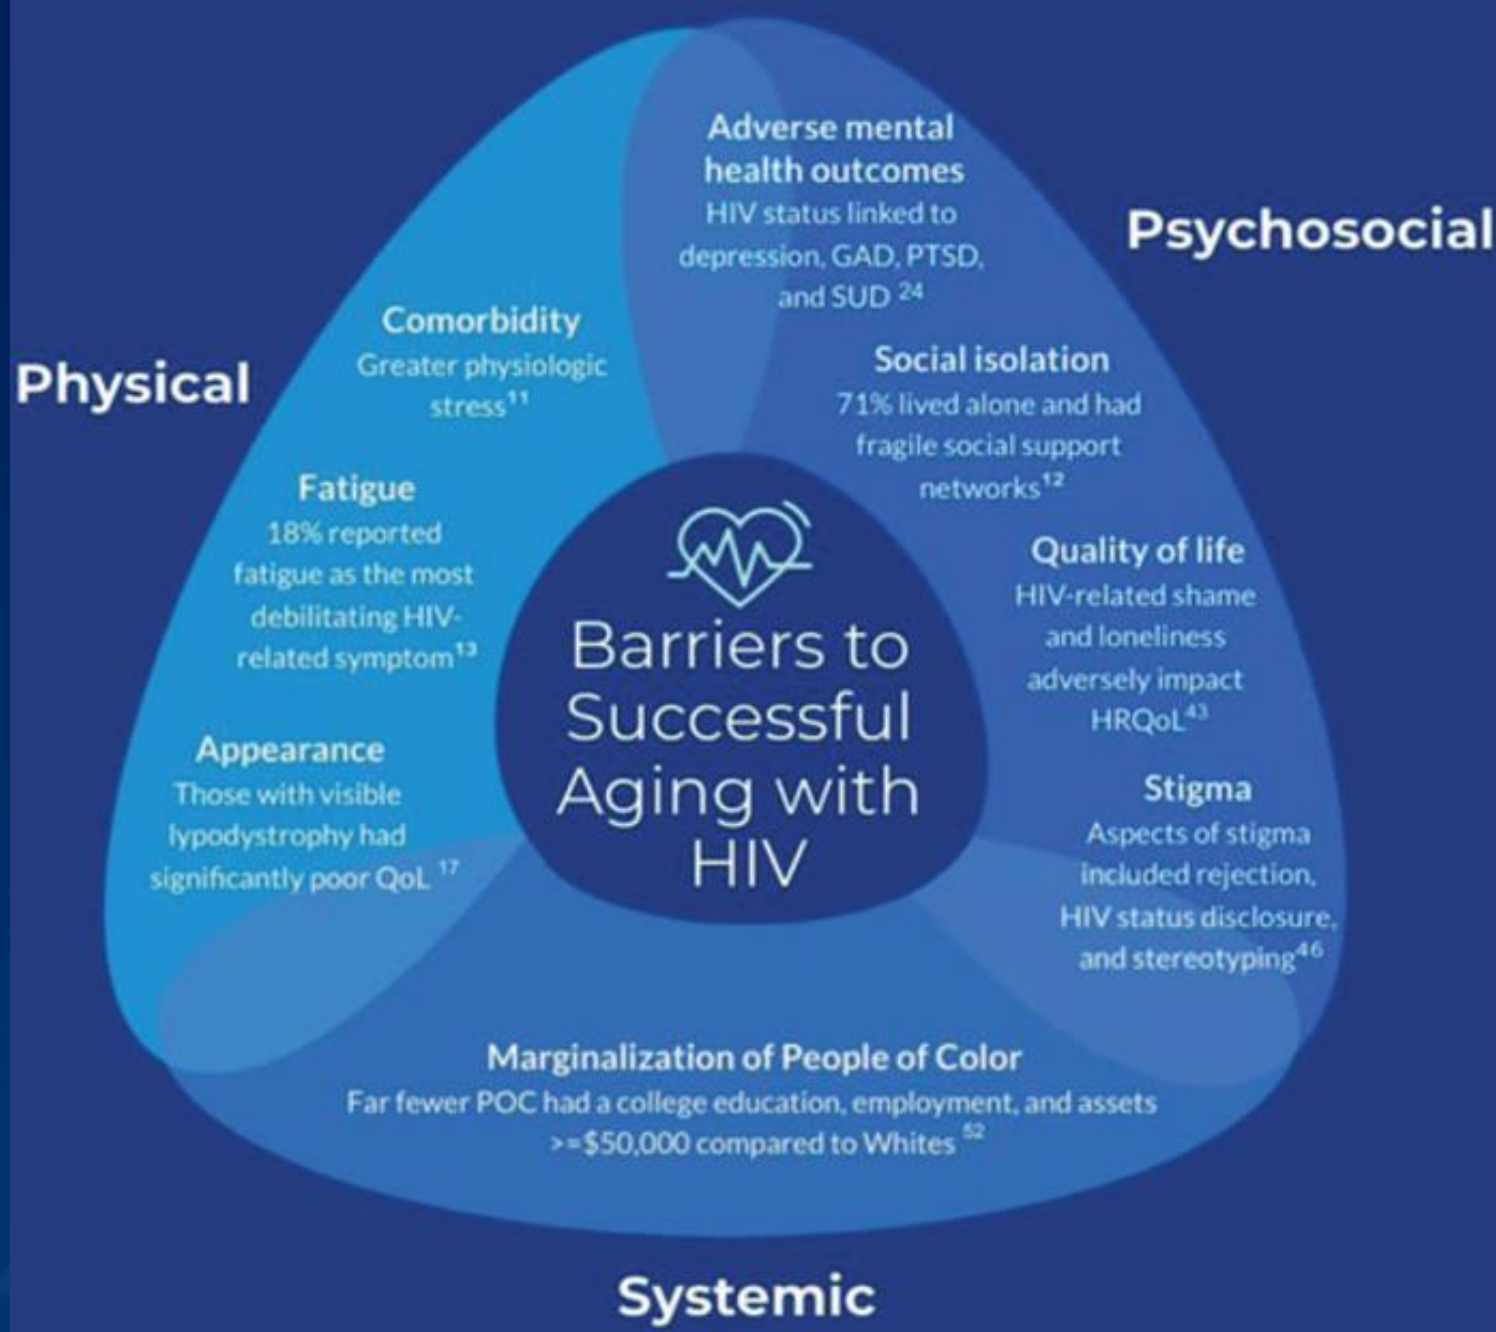 Physical
Comorbidity
Greater physiologic
stress¹¹
Fatigue
18% reported
fatigue as the most
debilitating HIV-
related symptom¹³
Appearance
Those with visible
lypodystrophy had
significantly poor QoL ¹⁷
Psychosocial
Adverse mental
health outcomes
HIV status linked to
depression, GAD, PTSD,
and SUD ²⁴
Social isolation
71% lived alone and had
fragile social support
networks¹²
Quality of life
HIV-related shame
and loneliness
adversely impact
HRQoL⁴³
Stigma
Aspects of stigma
included rejection,
HIV status disclosure,
and stereotyping⁴⁶
Barriers to
Successful
Aging with
HIV
Marginalization of People of Color
Far fewer POC had a college education, employment, and assets
>=$50,000 compared to Whites ⁵²
Systemic